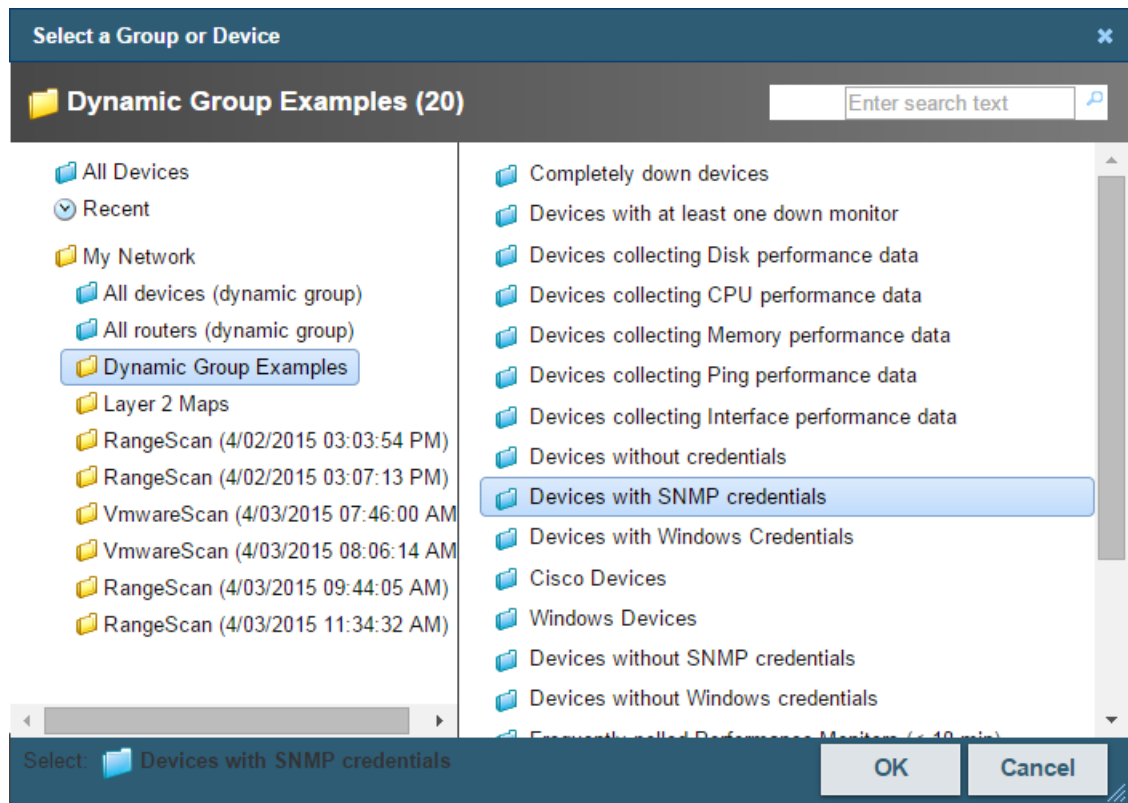 Select a Group or Device
Dynamic Group Examples (20)
Enter search text
All Devices
Recent
My Network
All devices (dynamic group)
All routers (dynamic group)
Dynamic Group Examples
Layer 2 Maps
RangeScan (4/02/2015 03:03:54 PM)
RangeScan (4/02/2015 03:07:13 PM)
VmwareScan (4/03/2015 07:46:00 AM
VmwareScan (4/03/2015 08:06:14 AM
RangeScan (4/03/2015 09:44:05 AM)
RangeScan (4/03/2015 11:34:32 AM)
Completely down devices
Devices with at least one down monitor
Devices collecting Disk performance data
Devices collecting CPU performance data
Devices collecting Memory performance data
Devices collecting Ping performance data
Devices collecting Interface performance data
Devices without credentials
Devices with SNMP credentials
Devices with Windows Credentials
Cisco Devices
Windows Devices
Devices without SNMP credentials
Devices without Windows credentials
Frequently polled Performance Monitors (< 10 min)
Select: Devices with SNMP credentials
OK
Cancel